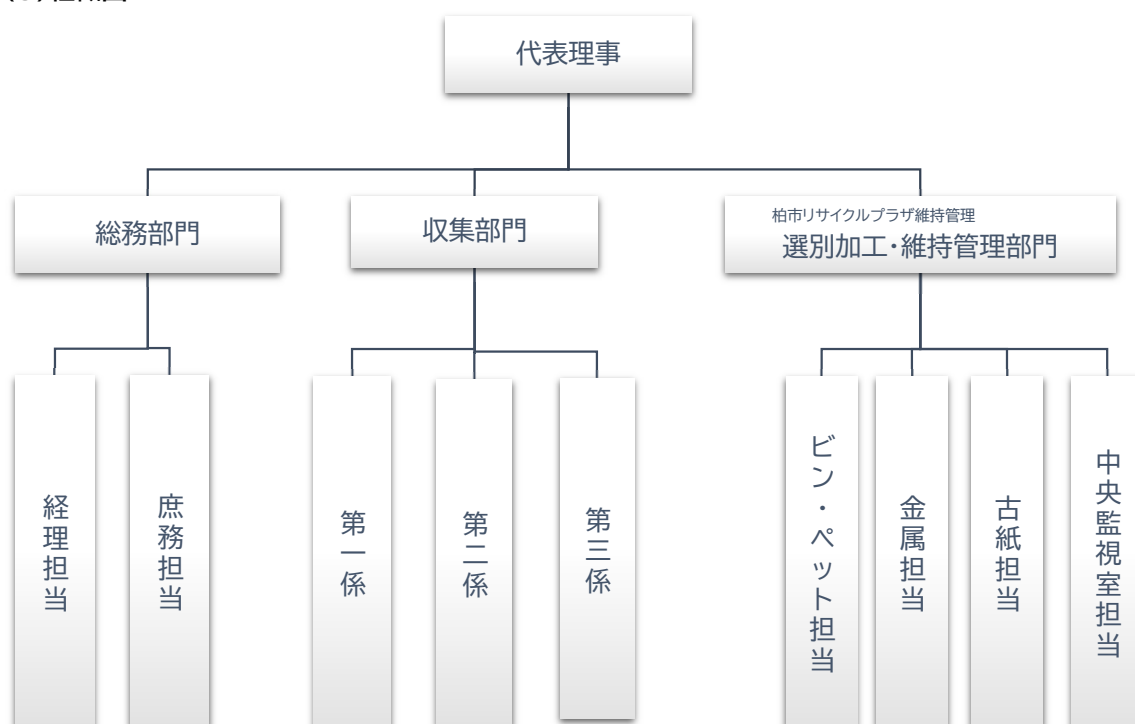 代表理事
総務部門
収集部門
柏市リサイクルプラザ維持管理
選別加工・維持管理部門
経理担当
庶務担当
第一係
第二係
第三係
ビン・ペット担当
金属担当
古紙担当
中央監視室担当